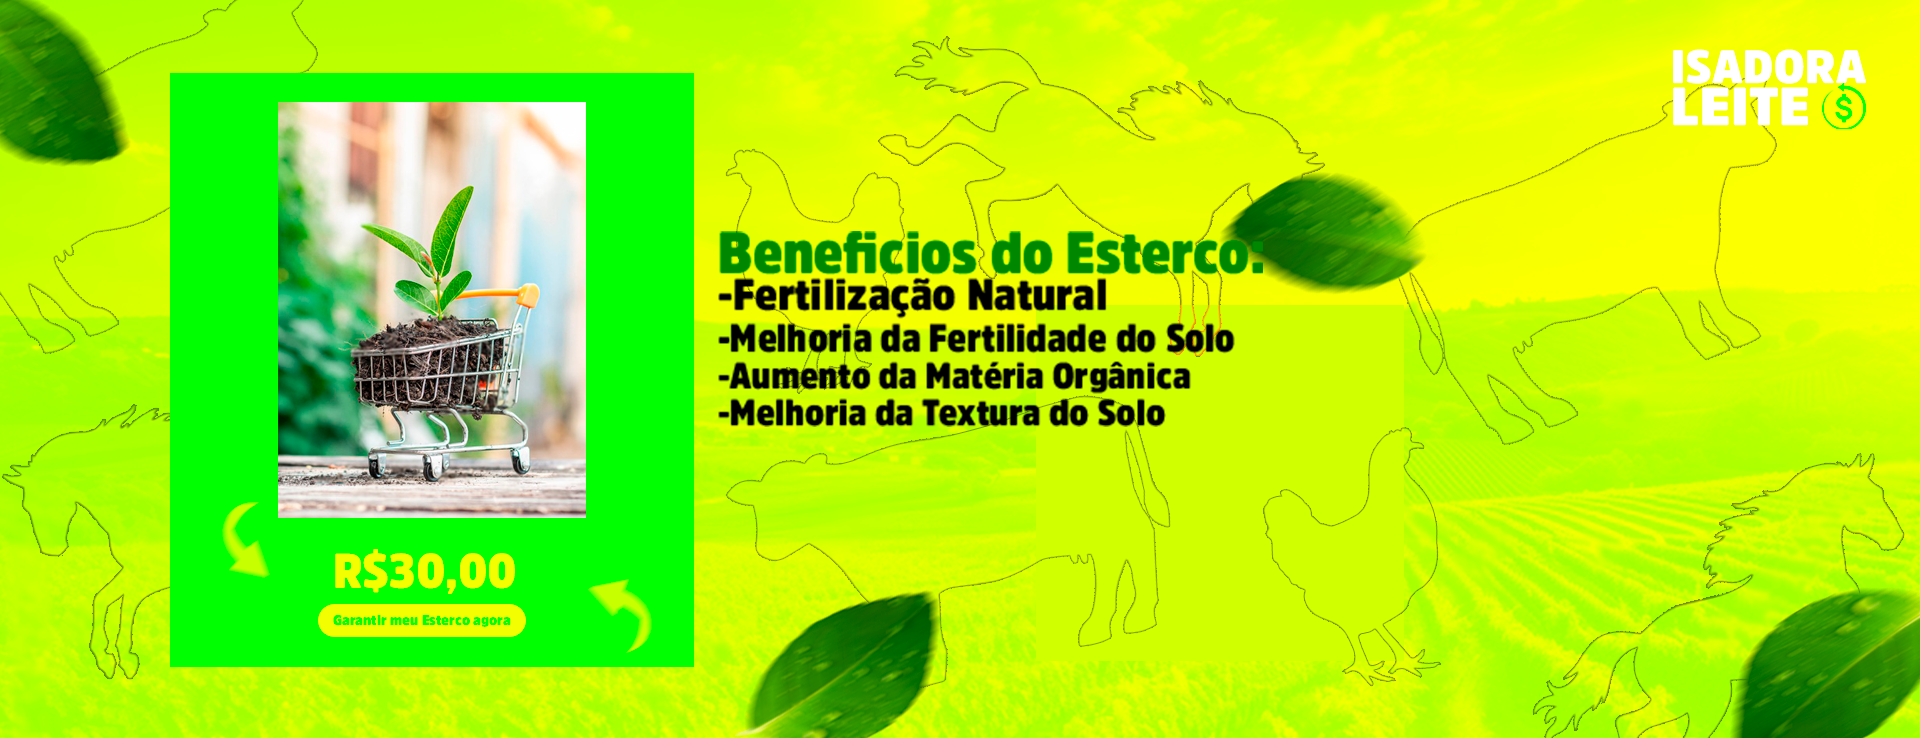 ISADORA
LEITE $
Beneficios do Esterco:
-Fertilização Natural
-Melhoria da Fertilidade do Solo
-Aumento da Matéria Orgânica
-Melhoria da Textura do Solo
R$30,00
Garantir meu Esterco agora